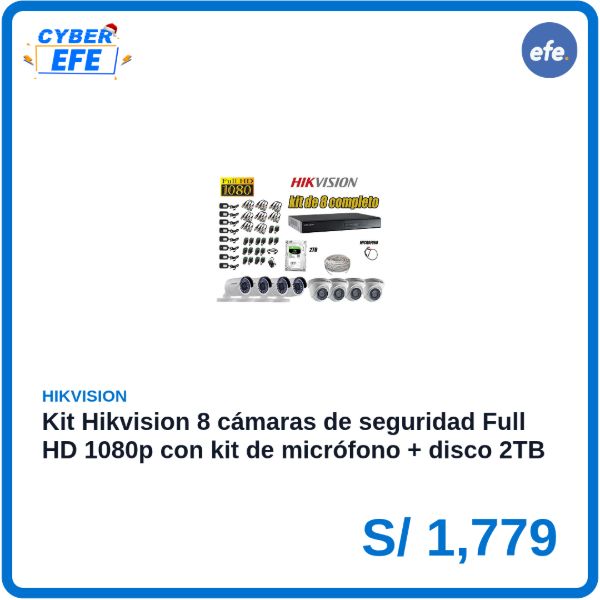 CYBER
EFE
efe.
Full HD
1080
HIKVISION
kit de 8 completo
2TB
HIKVISION
Kit Hikvision 8 cámaras de seguridad Full
HD 1080p con kit de micrófono + disco 2TB
S/ 1,779